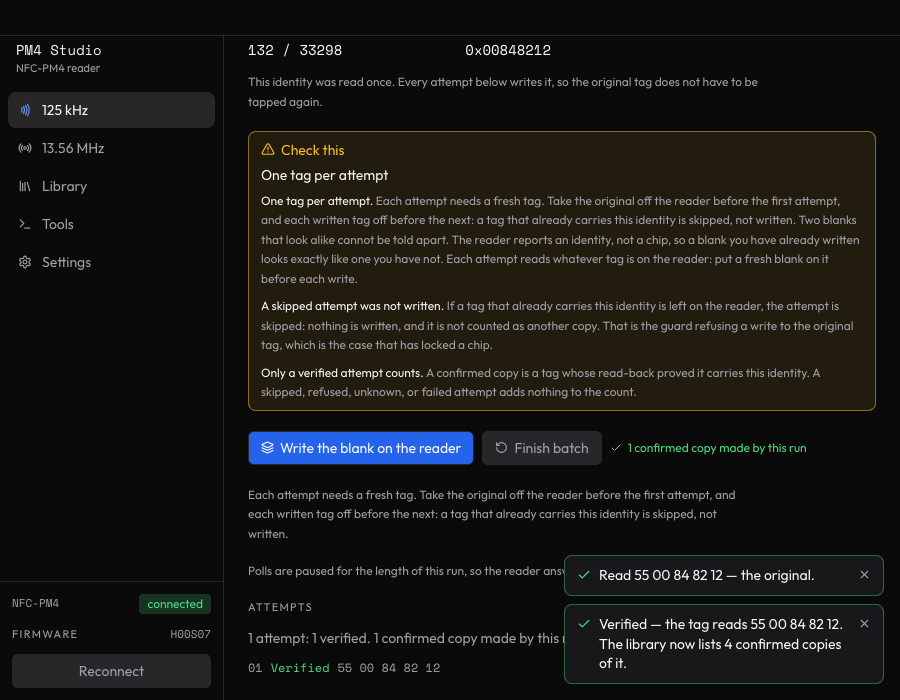 PM4 Studio
NFC-PM4 reader
125 kHz
13.56 MHz
Library
Tools
Settings
NFC-PM4
connected
FIRMWARE
H00S07
Reconnect
132 / 33298
0x00848212
This identity was read once. Every attempt below writes it, so the original tag does not have to be
tapped again.
Check this
One tag per attempt
One tag per attempt. Each attempt needs a fresh tag. Take the original off the reader before the first attempt,
and each written tag off before the next: a tag that already carries this identity is skipped, not written. Two blanks
that look alike cannot be told apart. The reader reports an identity, not a chip, so a blank you have already written
looks exactly like one you have not. Each attempt reads whatever tag is on the reader: put a fresh blank on it
before each write.
A skipped attempt was not written. If a tag that already carries this identity is left on the reader, the attempt is
skipped: nothing is written, and it is not counted as another copy. That is the guard refusing a write to the original
tag, which is the case that has locked a chip.
Only a verified attempt counts. A confirmed copy is a tag whose read-back proved it carries this identity. A
skipped, refused, unknown, or failed attempt adds nothing to the count.
Write the blank on the reader
Finish batch
1 confirmed copy made by this run
Each attempt needs a fresh tag. Take the original off the reader before the first attempt, and
each written tag off before the next: a tag that already carries this identity is skipped, not
written.
Polls are paused for the length of this run, so the reader
ATTEMPTS
1 attempt: 1 verified. 1 confirmed copy made by this
01 Verified 55 00 84 82 12
Read 55 00 84 82 12 — the original.
Verified — the tag reads 55 00 84 82 12.
The library now lists 4 confirmed copies
of it.